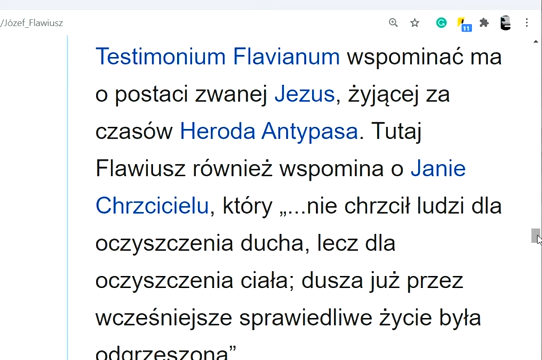 /Józef_Flawiusz
11
Testimonium Flavianum wspominać ma
o postaci zwanej Jezus, żyjącej za
czasów Heroda Antypasa. Tutaj
Flawiusz również wspomina o Janie
Chrzcicielu, który „...nie chrzcił ludzi dla
oczyszczenia ducha, lecz dla
oczyszczenia ciała; dusza już przez
wcześniejsze sprawiedliwe życie była
odgrzeszona”